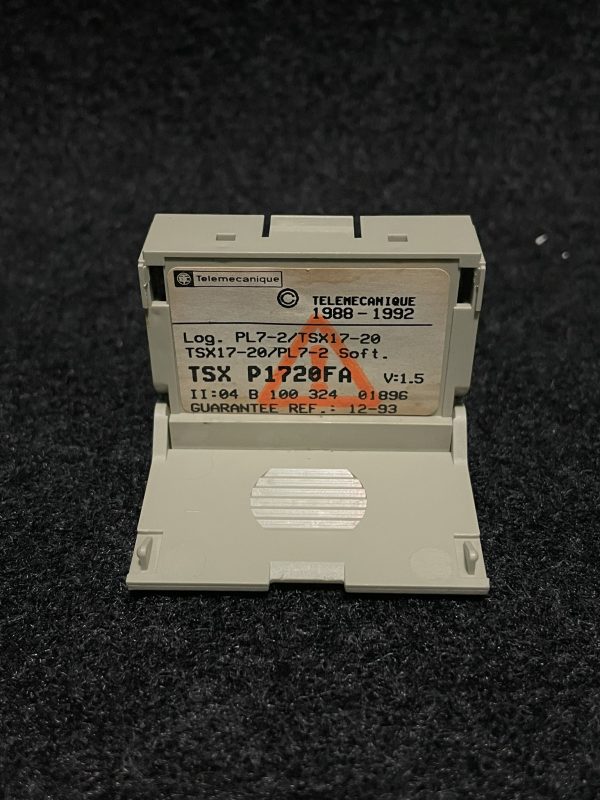 Telemecanique
© TELEMECANIQUE
1988-1992
Log. PL7-2/TSX17-20
TSX17-20/PL7-2 Soft.
TSX P1720FA V:1.5
II:04 B 100 324 01896
GUARANTEE REF.: 12-93